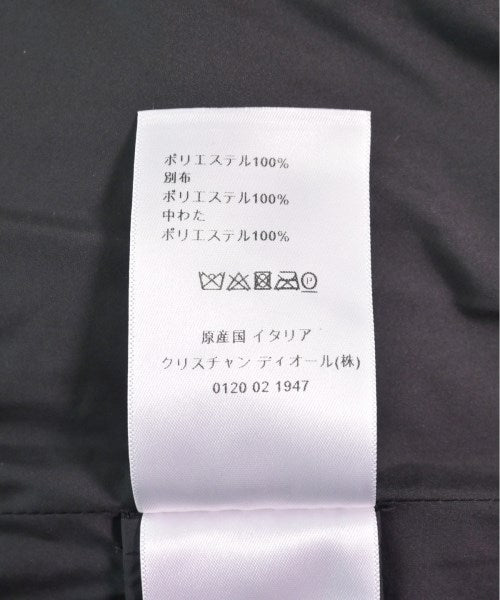 ポリエステル100%
別布
ポリエステル100%
中わた
ポリエステル100%
P
原産国 イタリア
クリスチャン ディオール(株)
0120 02 1947